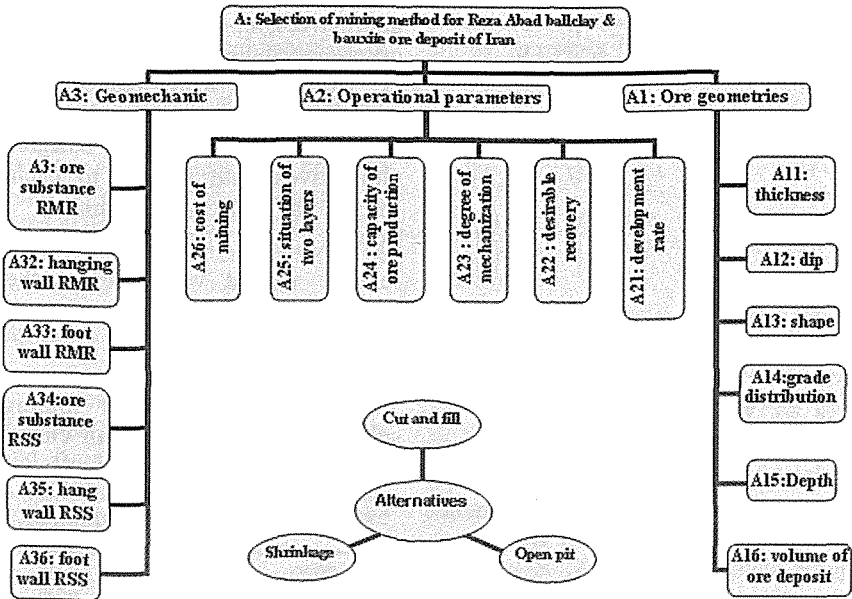 A: Selection of mining method for Reza Abad ballclay &
bauxite ore deposit of Iran
A3: Geomechanic
A2: Operational parameters
A1: Ore geometries
A3: ore
substance
RMR
A32: hanging
wall RMR
A33: foot
wall RMR
A34:ore
substance
RSS
A35: hang
wall RSS
A36: foot
wall RSS
A26: cost of
mining
A25: situation of
two layers
A24 : capacity of
ore production
A23 : degree of
mechanization
A22 : desirable
recovery
A21: development
rate
A11:
thickness
A12: dip
A13: shape
A14:grade
distribution
A15:Depth
A16: volume of
ore deposit
Cut and fill
Alternatives
Shrinhage
Open pit